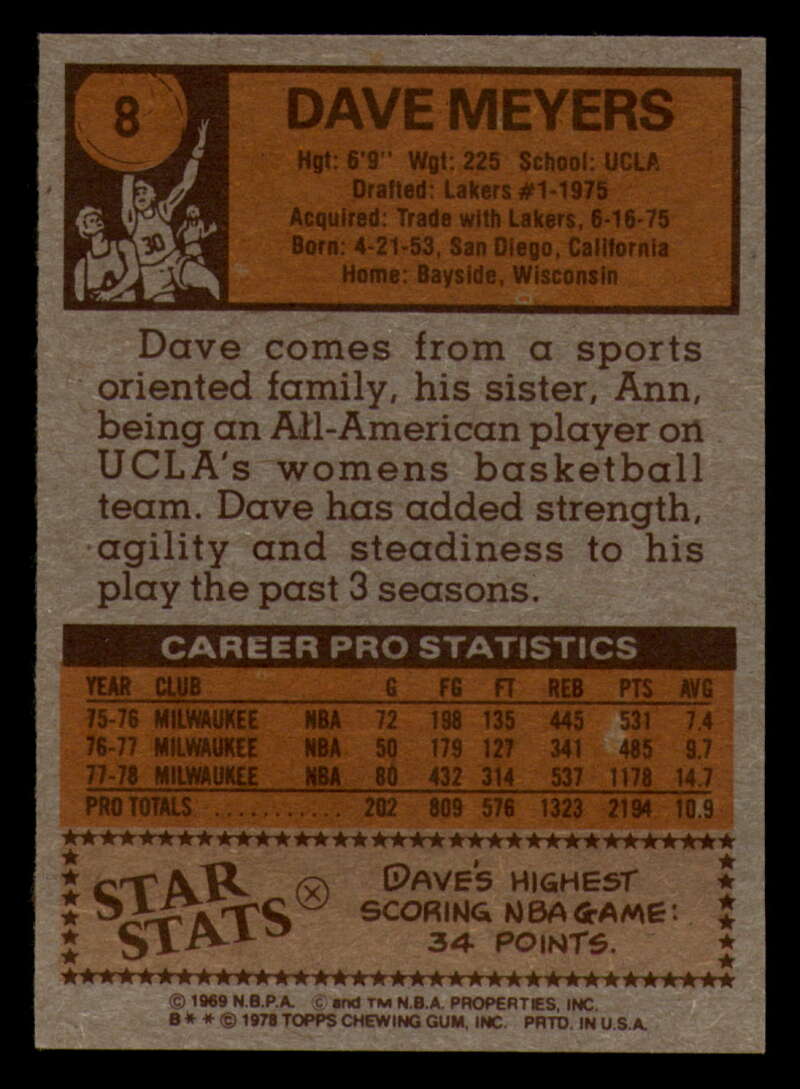 8
DAVE MEYERS
Hgt: 6'9" Wgt: 225 School: UCLA
Drafted: Lakers #1-1975
Acquired: Trade with Lakers, 6-16-75
Born: 4-21-53, San Diego, California
Home: Bayside, Wisconsin
30
Dave comes from a sports
oriented family, his sister, Ann,
being an All-American player on
UCLA's womens basketball
team. Dave has added strength,
agility and steadiness to his
play the past 3 seasons.
CAREER PRO STATISTICS
YEAR CLUB G FG FT REB PTS AVG
75-76 MILWAUKEE NBA 72 198 135 445 531 7.4
76-77 MILWAUKEE NBA 50 179 127 341 485 9.7
77-78 MILWAUKEE NBA 80 432 314 537 1178 14.7
PRO TOTALS ........... 202 809 576 1323 2194 10.9
STAR STATS
DAVE'S HIGHEST
SCORING NBA GAME:
34 POINTS.
© 1969 N.B.P.A. © and TM N.B.A. PROPERTIES, INC.
B * * © 1978 TOPPS CHEWING GUM, INC. PRTD. IN U.S.A.